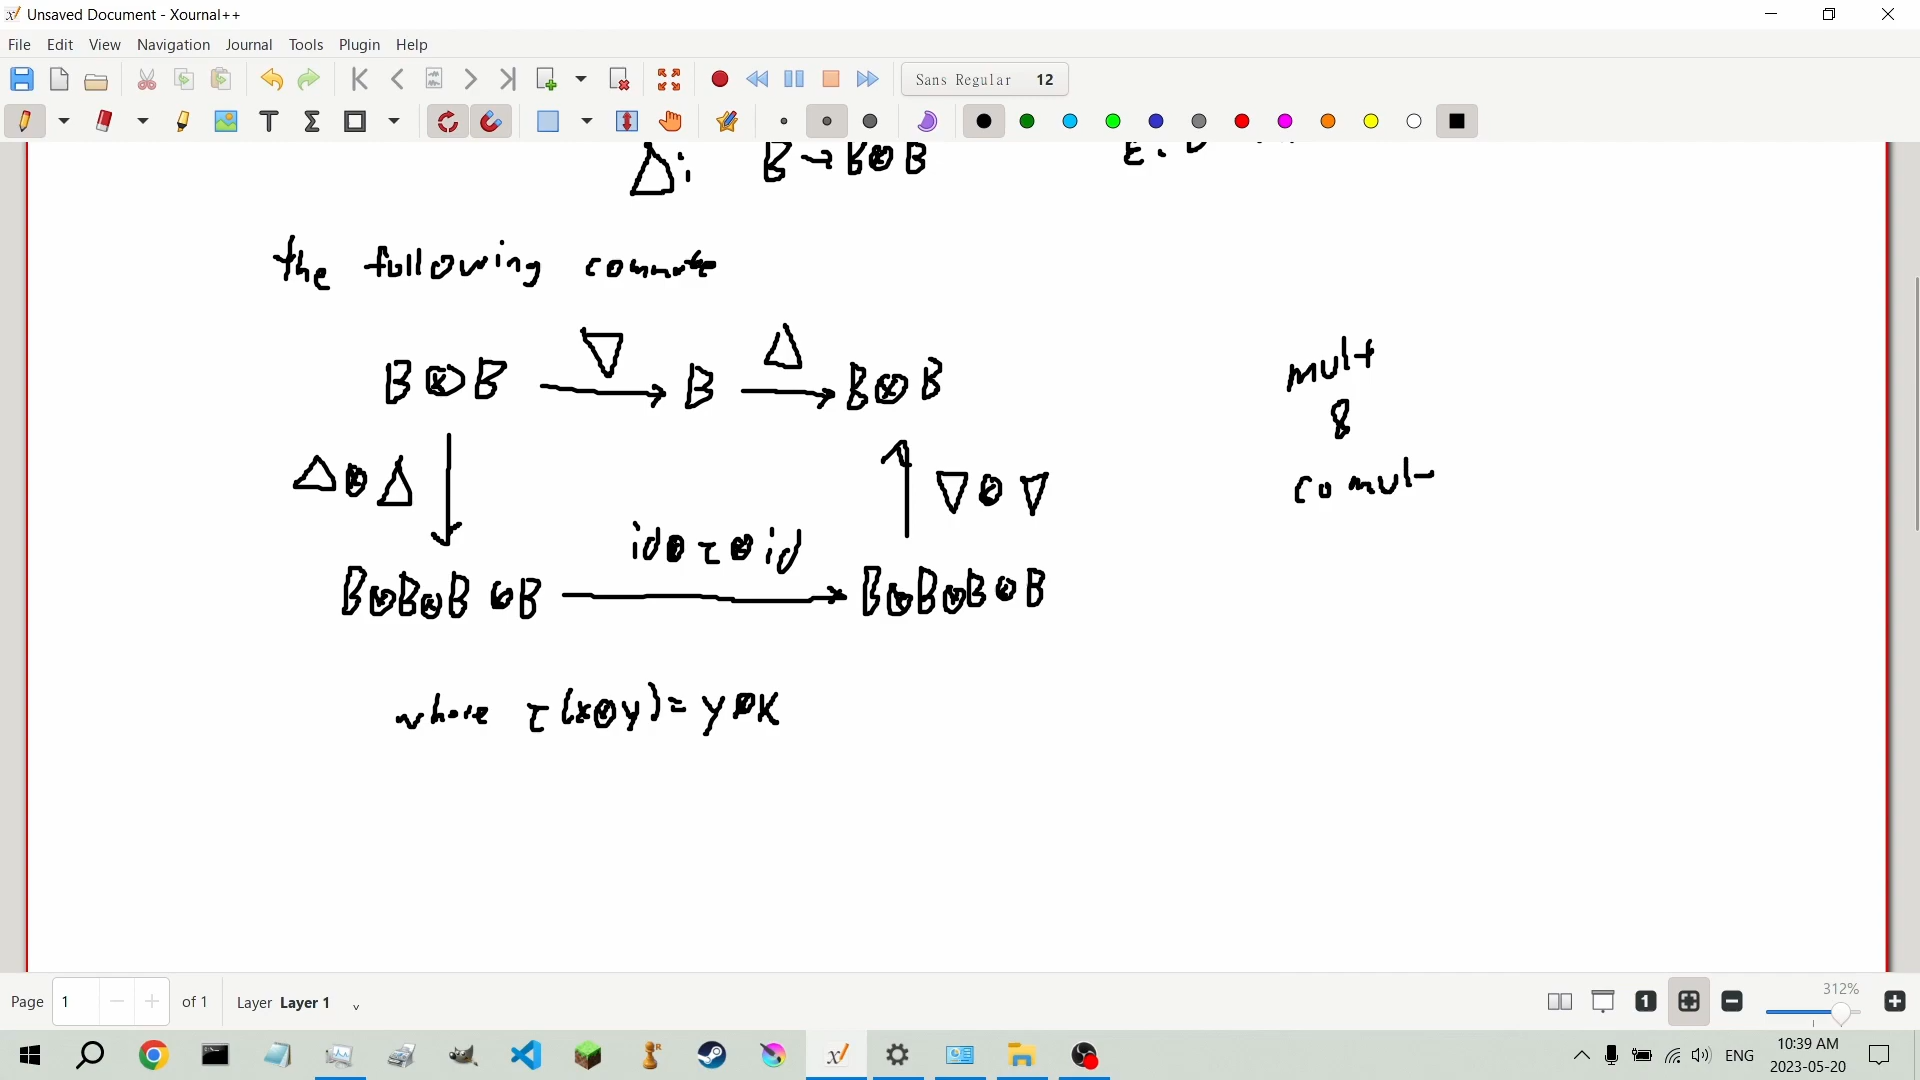 Unsaved Document - Xournal++
File Edit View Navigation Journal Tools Plugin Help
Sans Regular 12
Δ: B → B⊗B
the following commute
B⊗B ∇ → B Δ → B⊗B
mult
&
comult
Δ⊗Δ ↓ ↑ ∇⊗∇
id⊗τ⊗id
B⊗B⊗B⊗B → B⊗B⊗B⊗B
where τ(x⊗y)= y⊗x
Page 1 of 1 Layer Layer 1
312%
ENG
10:39 AM
2023-05-20